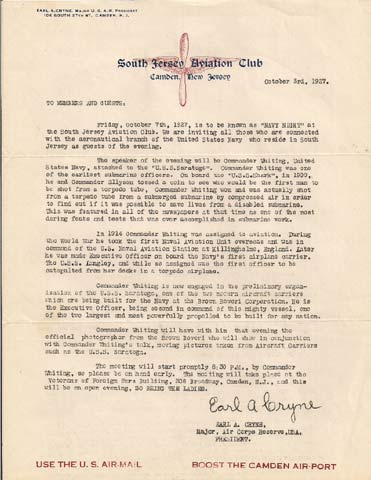 EARL A. CRYNE, MAJOR U.S. AIR, PRESIDENT
106 SOUTH 27TH ST., CAMDEN, N. J.
South Jersey Aviation Club
Camden, New Jersey
October 3rd, 1927.
TO MEMBERS AND GUESTS:
Friday, October 7th, 1927, is to be known as "NAVY NIGHT" at
the South Jersey Aviation Club. We are inviting all those who are connected
with the aeronautical branch of the United States Navy who reside in South
Jersey as guests of the evening.
The speaker of the evening will be Commander Whiting, United
States Navy, attached to the "U.S.S. Saratoga". Commander Whiting was one
of the earliest submarine officers. On board the "U.S.S. Shark", in 1909,
he and Commander Ellyson tossed a coin to see who would be the first man to
be shot from a torpedo tube, Commander Whiting won and was actually shot
from a torpedo tube from a submerged submarine by compressed air in order
to find out if it was possible to save lives from a disabled submarine.
This was featured in all of the newspapers at that time as one of the most
daring feats and tests that was ever accomplished in submarine work.
In 1914 Commander Whiting was assigned to aviation. During
the World War he took the first Naval Aviation Unit overseas and was in
command of the U.S. Naval Aviation Station at Killingholme, England. Later
he was made Executive Officer on board the Navy's first airplane carrier.
The U.S.S. Langley, and while so assigned was the first officer to be
catapulted from her decks in a torpedo airplane.
Commander Whiting is now engaged in the preliminary organ-
ization of the U.S.S. Saratoga, one of the two modern aircraft carriers
which are being built for the Navy at the Brown Boveri Corporation. He is
the Executive Officer, being second in command of this mighty vessel, one
of the two largest and most powerfully propelled to be built for any nation.
Commander Whiting will have with him that evening the
official photographer from the Brown Boveri who will show in conjunction
with Commander Whiting's talk, moving pictures taken from Aircraft Carriers
such as the U.S.S. Saratoga.
The meeting will start promptly 8:30 P.M., by Commander
Whiting, so please be on hand early. The meeting will take place at the
Veterans of Foreign Wars Building, 306 Broadway, Camden, N.J., and this
will be an open evening, SO BRING THE LADIES.
Earl A Cryne
EARL A. CRYNE,
Major, Air Corps Reserve, USA.
PRESIDENT.
USE THE U.S. AIR-MAIL BOOST THE CAMDEN AIR-PORT